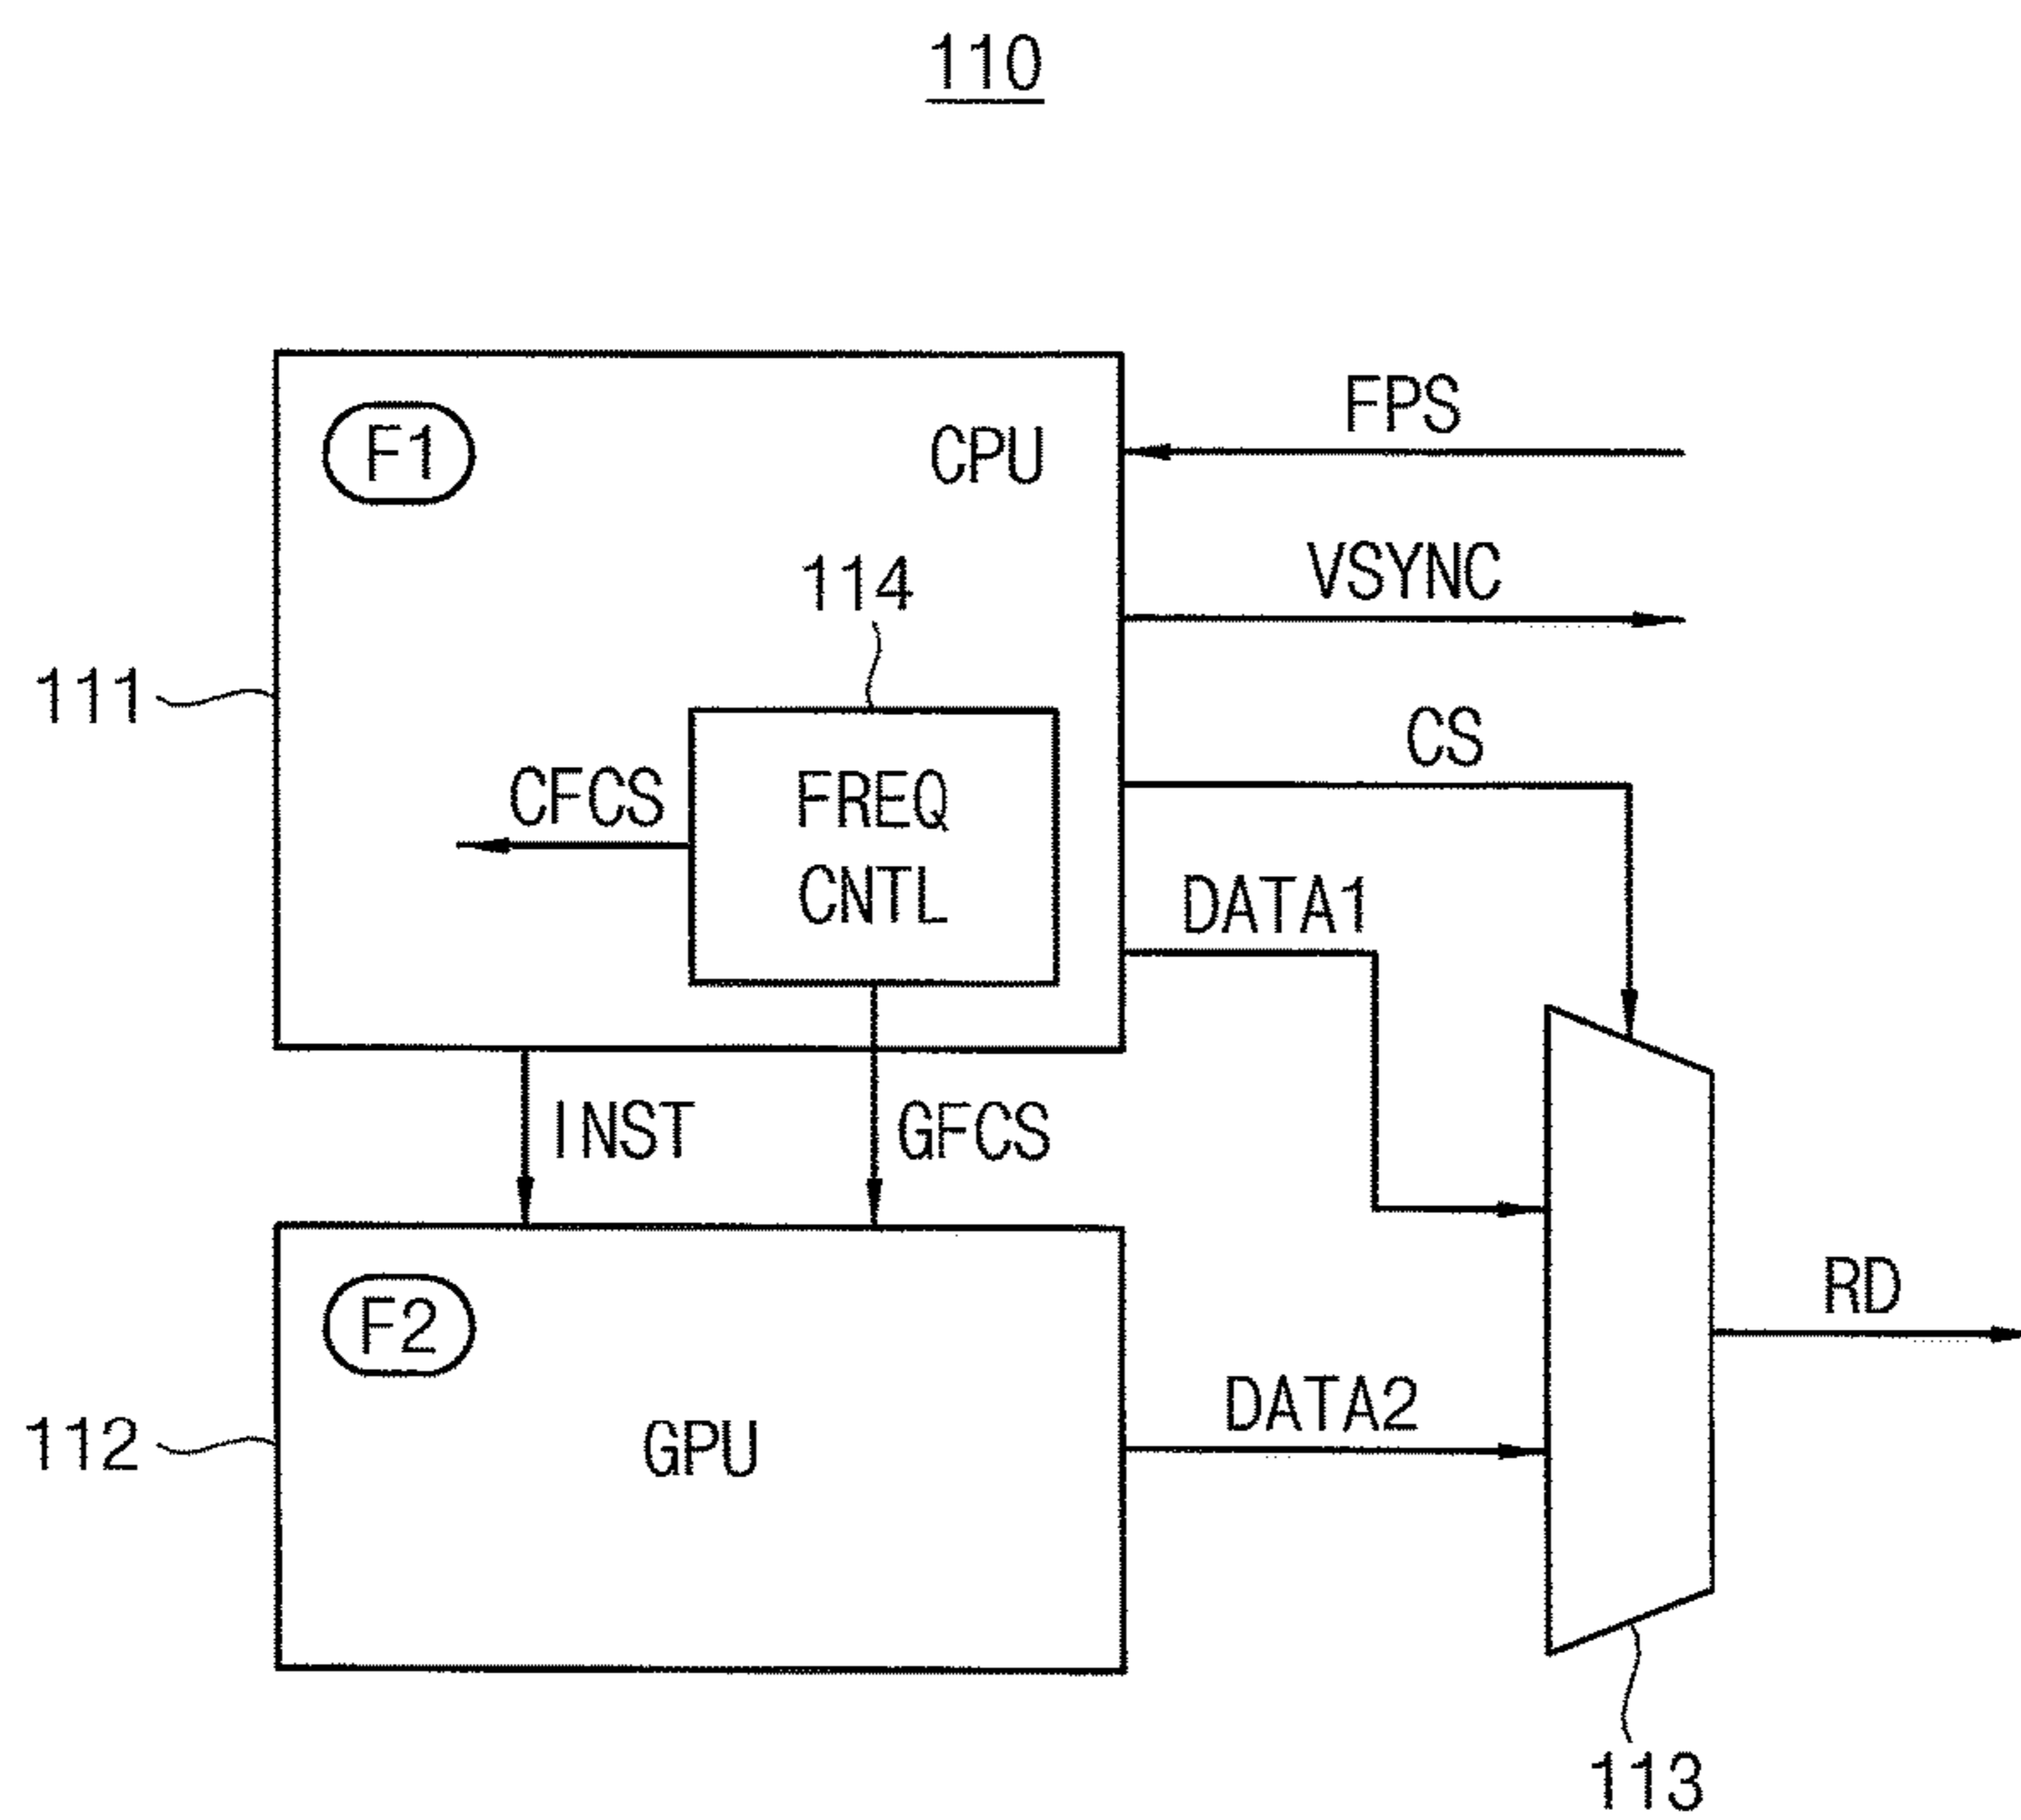 110
F1
CPU
FPS
VSYNC
114
111
CS
CFCS
FREQ
CNTL
DATA1
INST
GFCS
F2
RD
112
GPU
DATA2
113